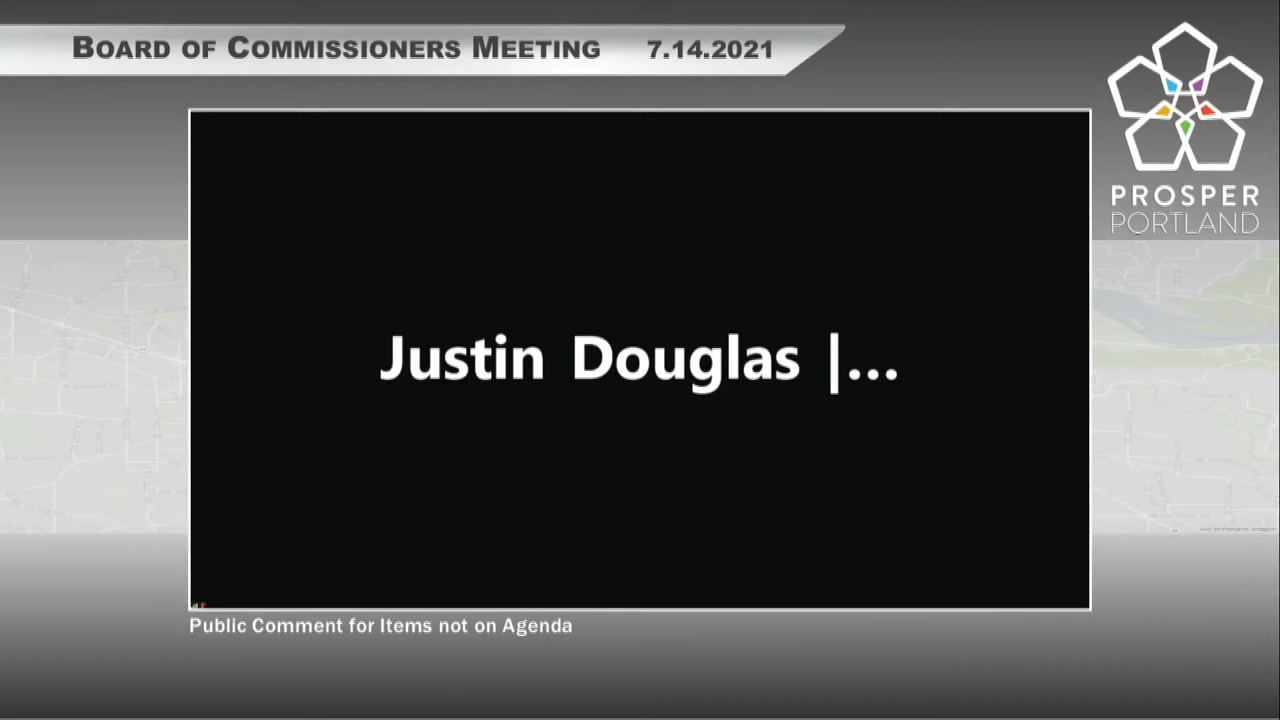 BOARD OF COMMISSIONERS MEETING 7.14.2021
PROSPER
PORTLAND
Justin Douglas |...
Public Comment for Items not on Agenda